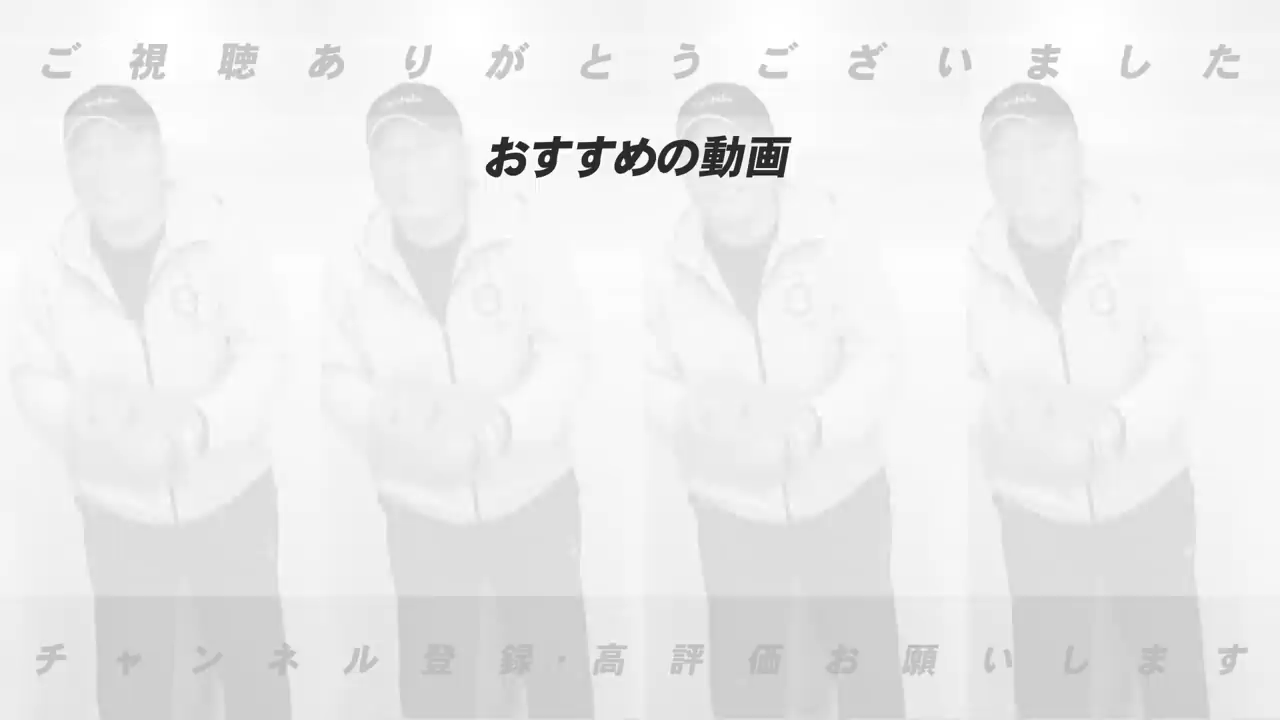 ご視聴ありがとうございました
おすすめの動画
チャンネル登録・高評価お願いします